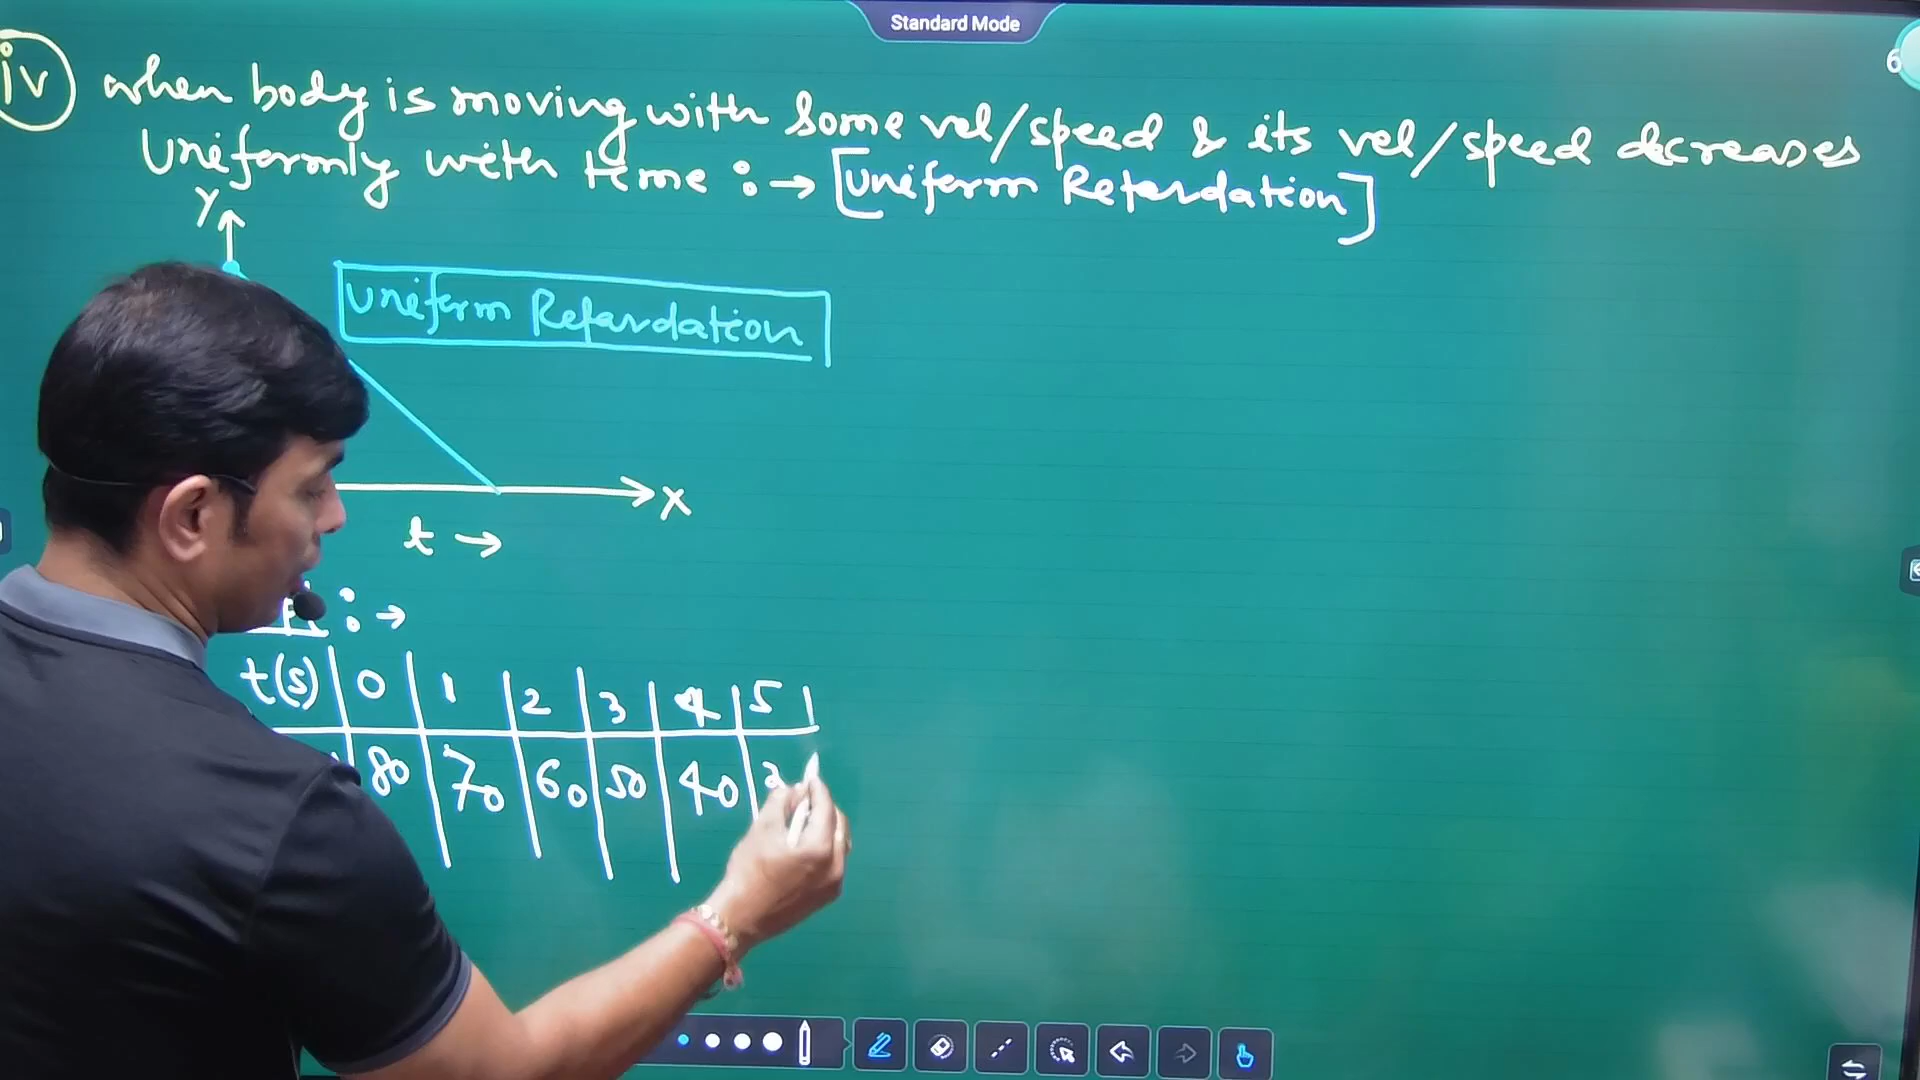 Standard Mode
6
iv when body is moving with some vel/speed & its vel/speed decreases
Uniformly with time :→ [Uniform Retardation]
Y
Uniform Retardation
X
t →
:→
t(s) 0 1 2 3 4 5
80 70 60 50 40